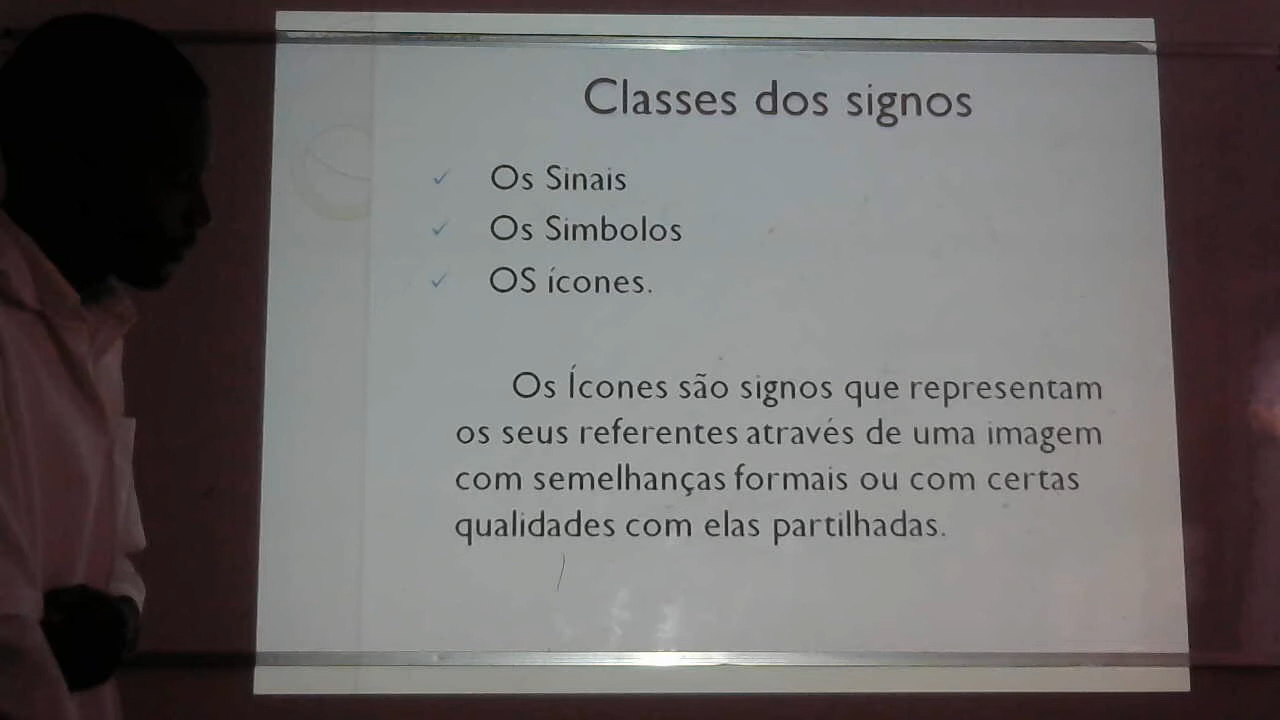 Classes dos signos
Os Sinais
Os Simbolos
OS ícones.
Os Ícones são signos que representam
os seus referentes através de uma imagem
com semelhanças formais ou com certas
qualidades com elas partilhadas.